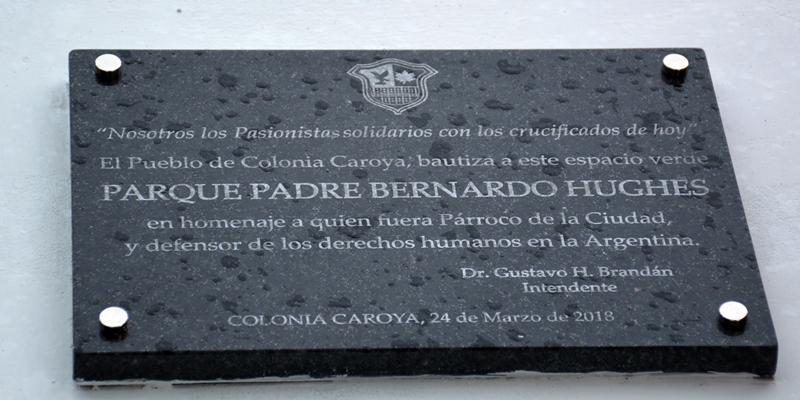 “Nosotros los Pasionistas solidarios con los crucificados de hoy”
El Pueblo de Colonia Caroya, bautiza a este espacio verde
PARQUE PADRE BERNARDO HUGHES
en homenaje a quien fuera Párroco de la Ciudad,
y defensor de los derechos humanos en la Argentina.
Dr. Gustavo H. Brandán
Intendente
COLONIA CAROYA, 24 de Marzo de 2018